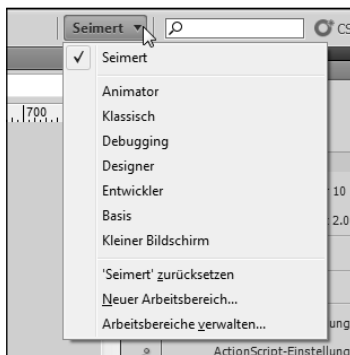 Seimert CS
Seimert
Animator
700
Klassisch
Debugging
Designer
Entwickler
10
Basis
2.0
Kleiner Bildschirm
'Seimert' zurücksetzen
Neuer Arbeitsbereich...
Arbeitsbereiche verwalten... ung
ActionScript-Einstellung